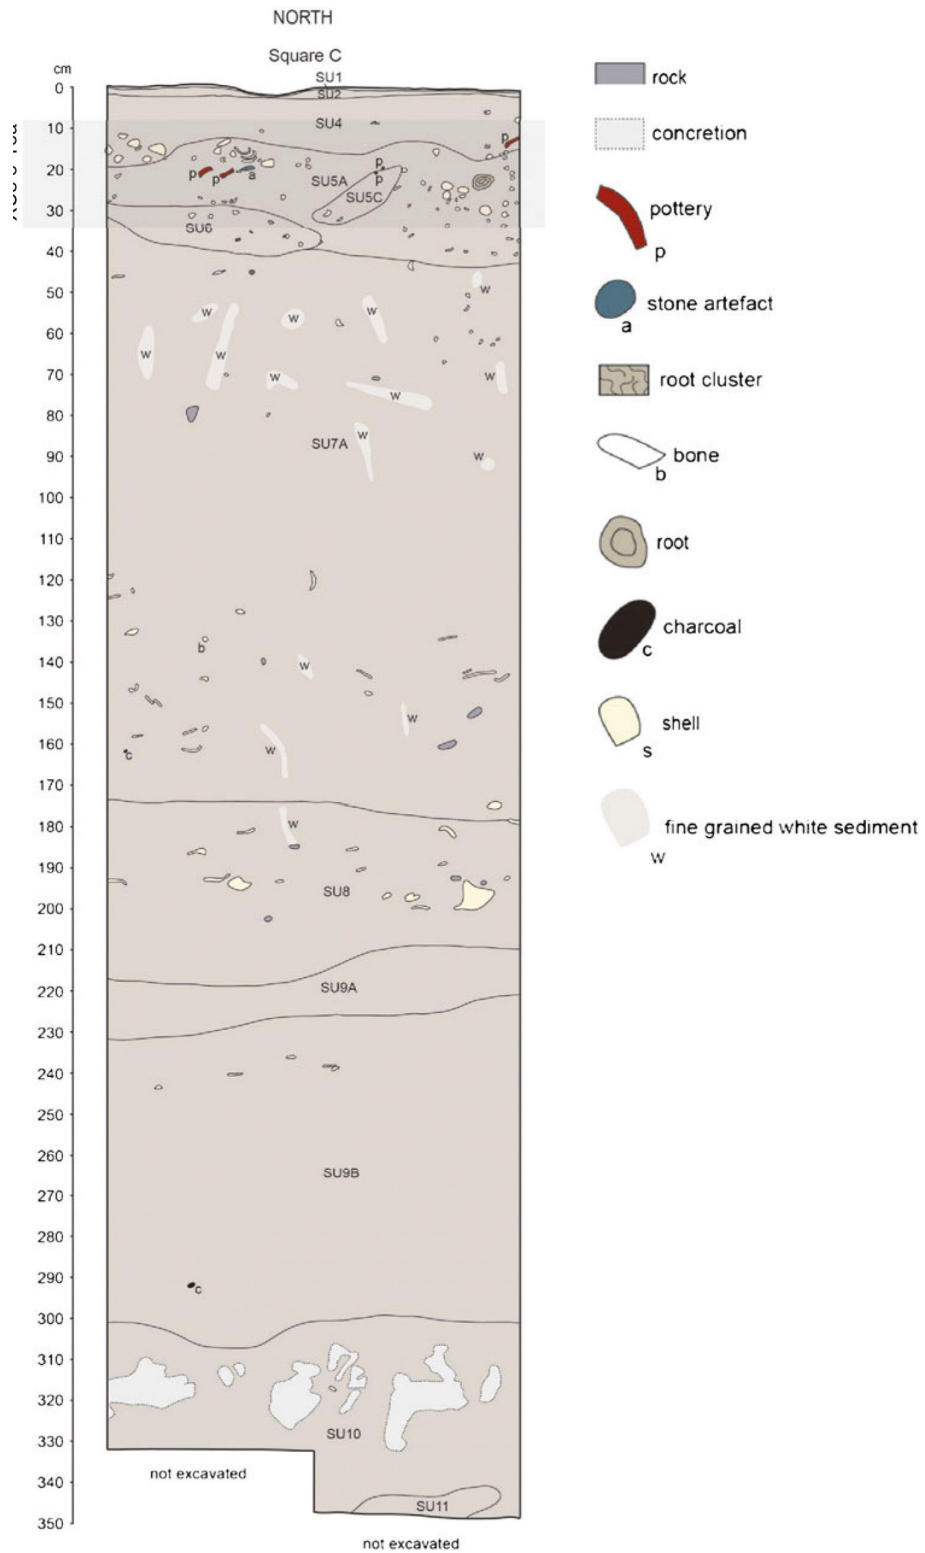 NORTH
Square C
cm
SU1
0
SU2
SU4
10
p
20
p
p
a
p
p
SU5A
SU5C
30
SU6
40
50
w
w
w
w
60
w
w
70
w
w
w
80
w
SU7A
90
w
100
110
120
130
b
140
w
150
w
160
w
c
170
180
w
190
SU8
200
210
220
SU9A
230
240
250
260
SU9B
270
280
290
c
300
310
320
330
SU10
not excavated
340
SU11
350
not excavated
rock
concretion
pottery
p
stone artefact
a
root cluster
bone
b
root
charcoal
c
shell
s
fine grained white sediment
w